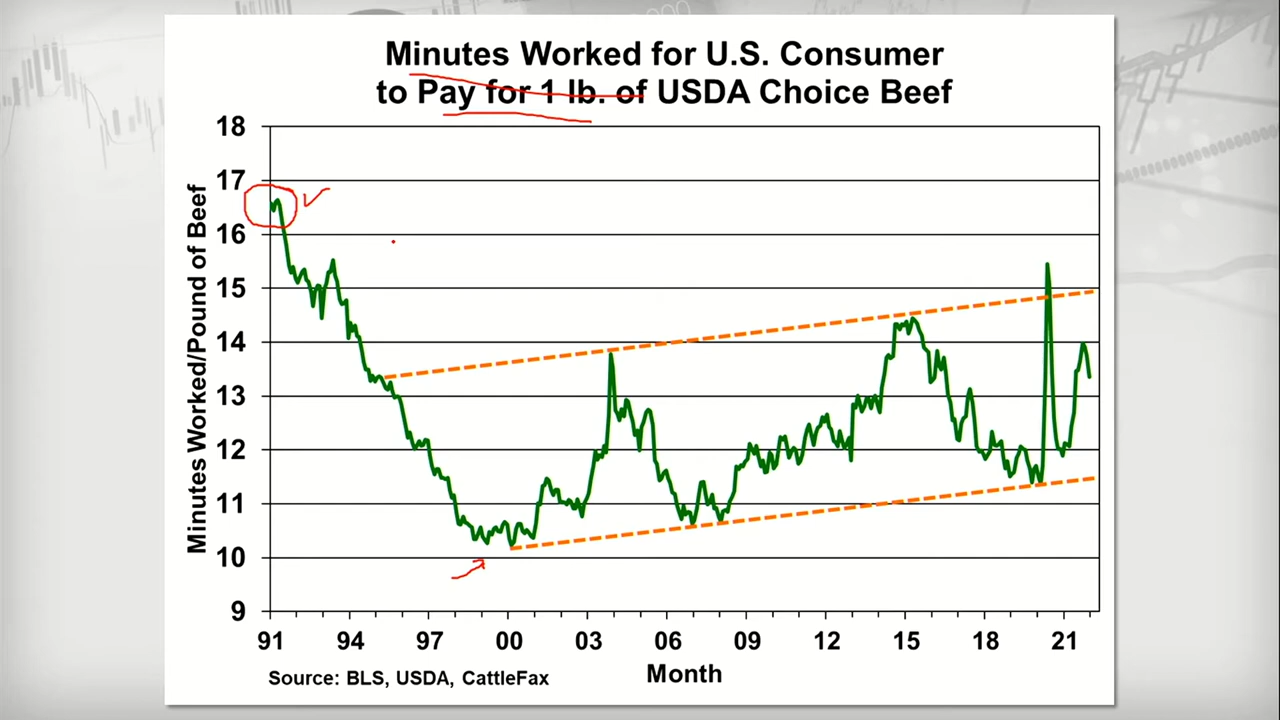 Minutes Worked for U.S. Consumer
to Pay for 1 lb. of USDA Choice Beef
18
17
16
15
14
13
12
11
10
9
Minutes Worked/Pound of Beef
91 94 97 00 03 06 09 12 15 18 21
Month
Source: BLS, USDA, CattleFax